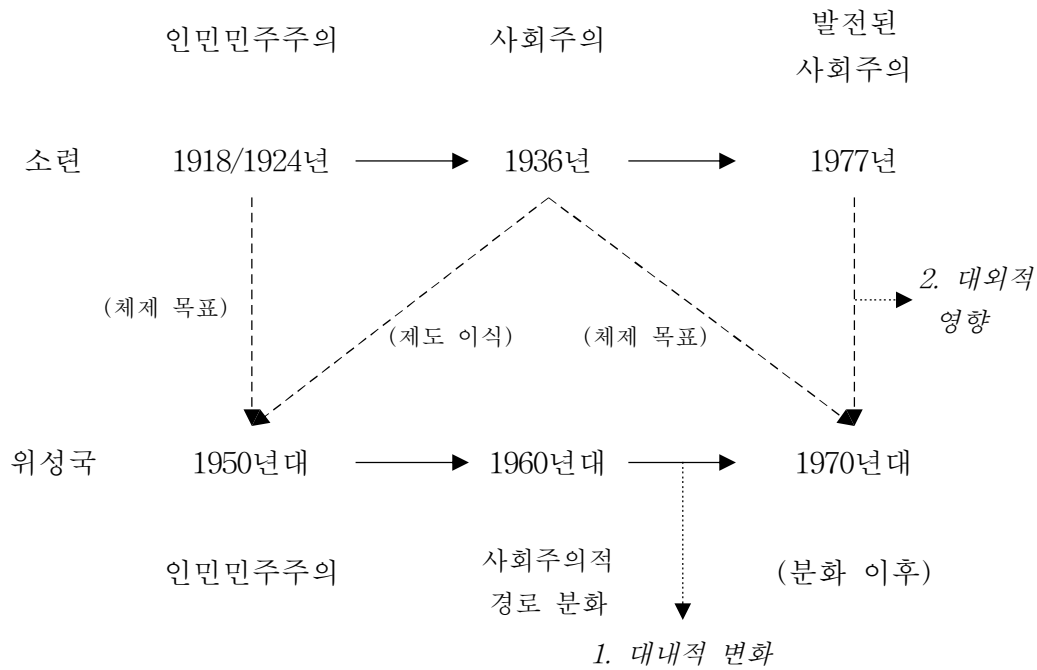 인민민주주의 사회주의 발전된
사회주의
소련 1918/1924년 1936년 1977년
(체제 목표) (제도 이식) (체제 목표) 2. 대외적
영향
위성국 1950년대 1960년대 1970년대
인민민주주의 사회주의적 (분화 이후)
경로 분화
1. 대내적 변화